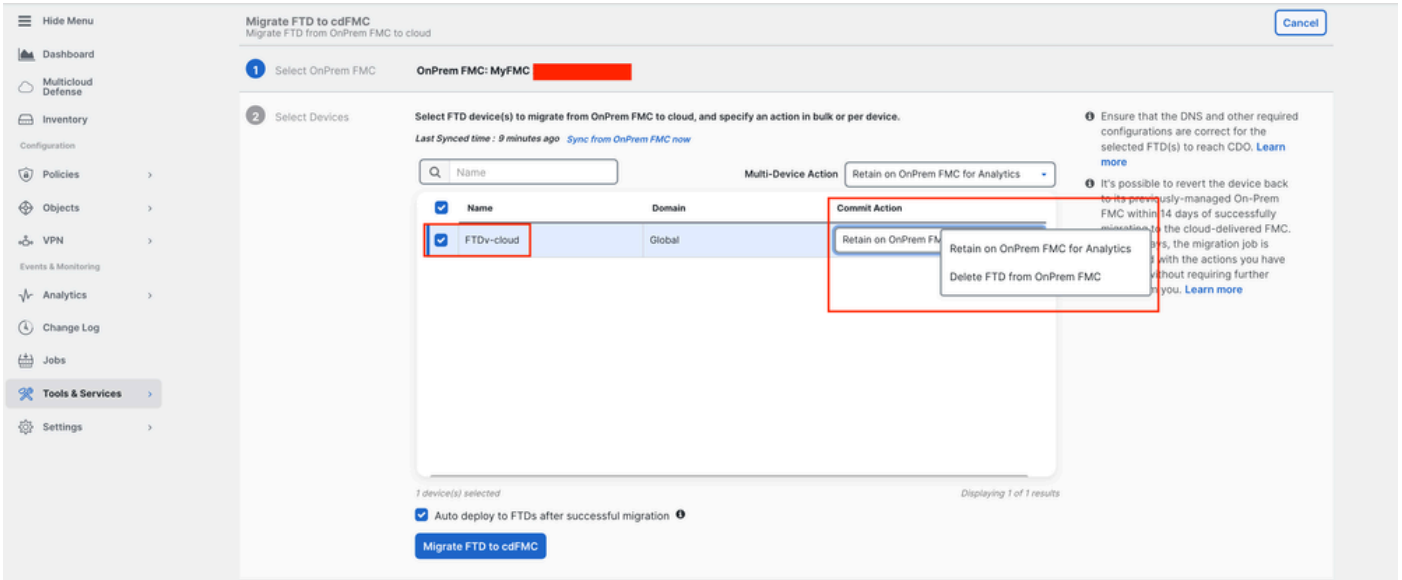 Hide Menu
Dashboard
Multicloud
Defense
Inventory
Configuration
Policies
Objects
VPN
Events & Monitoring
Analytics
Change Log
Jobs
Tools & Services
Settings
Migrate FTD to cdFMC
Migrate FTD from OnPrem FMC to cloud
Cancel
1 Select OnPrem FMC
OnPrem FMC: MyFMC
2 Select Devices
Select FTD device(s) to migrate from OnPrem FMC to cloud, and specify an action in bulk or per device.
Last Synced time : 9 minutes ago Sync from OnPrem FMC now
Name
Multi-Device Action Retain on OnPrem FMC for Analytics
Name Domain Commit Action
FTDv-cloud Global Retain on OnPrem
Retain on OnPrem FMC for Analytics
Delete FTD from OnPrem FMC
1 device(s) selected
Displaying 1 of 1 results
Auto deploy to FTDs after successful migration
Migrate FTD to cdFMC
Ensure that the DNS and other required
configurations are correct for the
selected FTD(s) to reach CDO. Learn
more
It's possible to revert the device back
to its previously-managed On-Prem
FMC within 14 days of successfully
migrating to the cloud-delivered FMC.
the migration job is
with the actions you have
without requiring further
you. Learn more